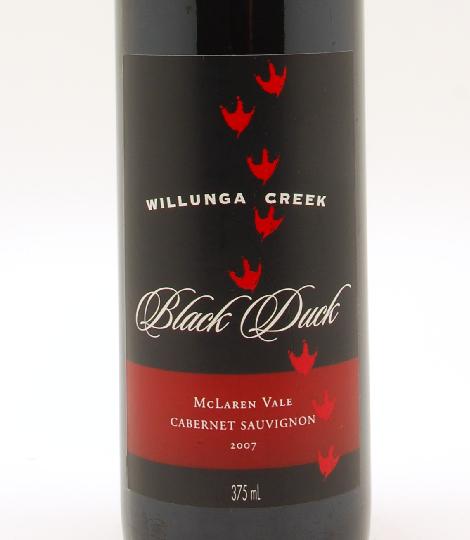 WILLUNGA CREEK
Black Duck
McLaren Vale
CABERNET SAUVIGNON
2007
375 mL